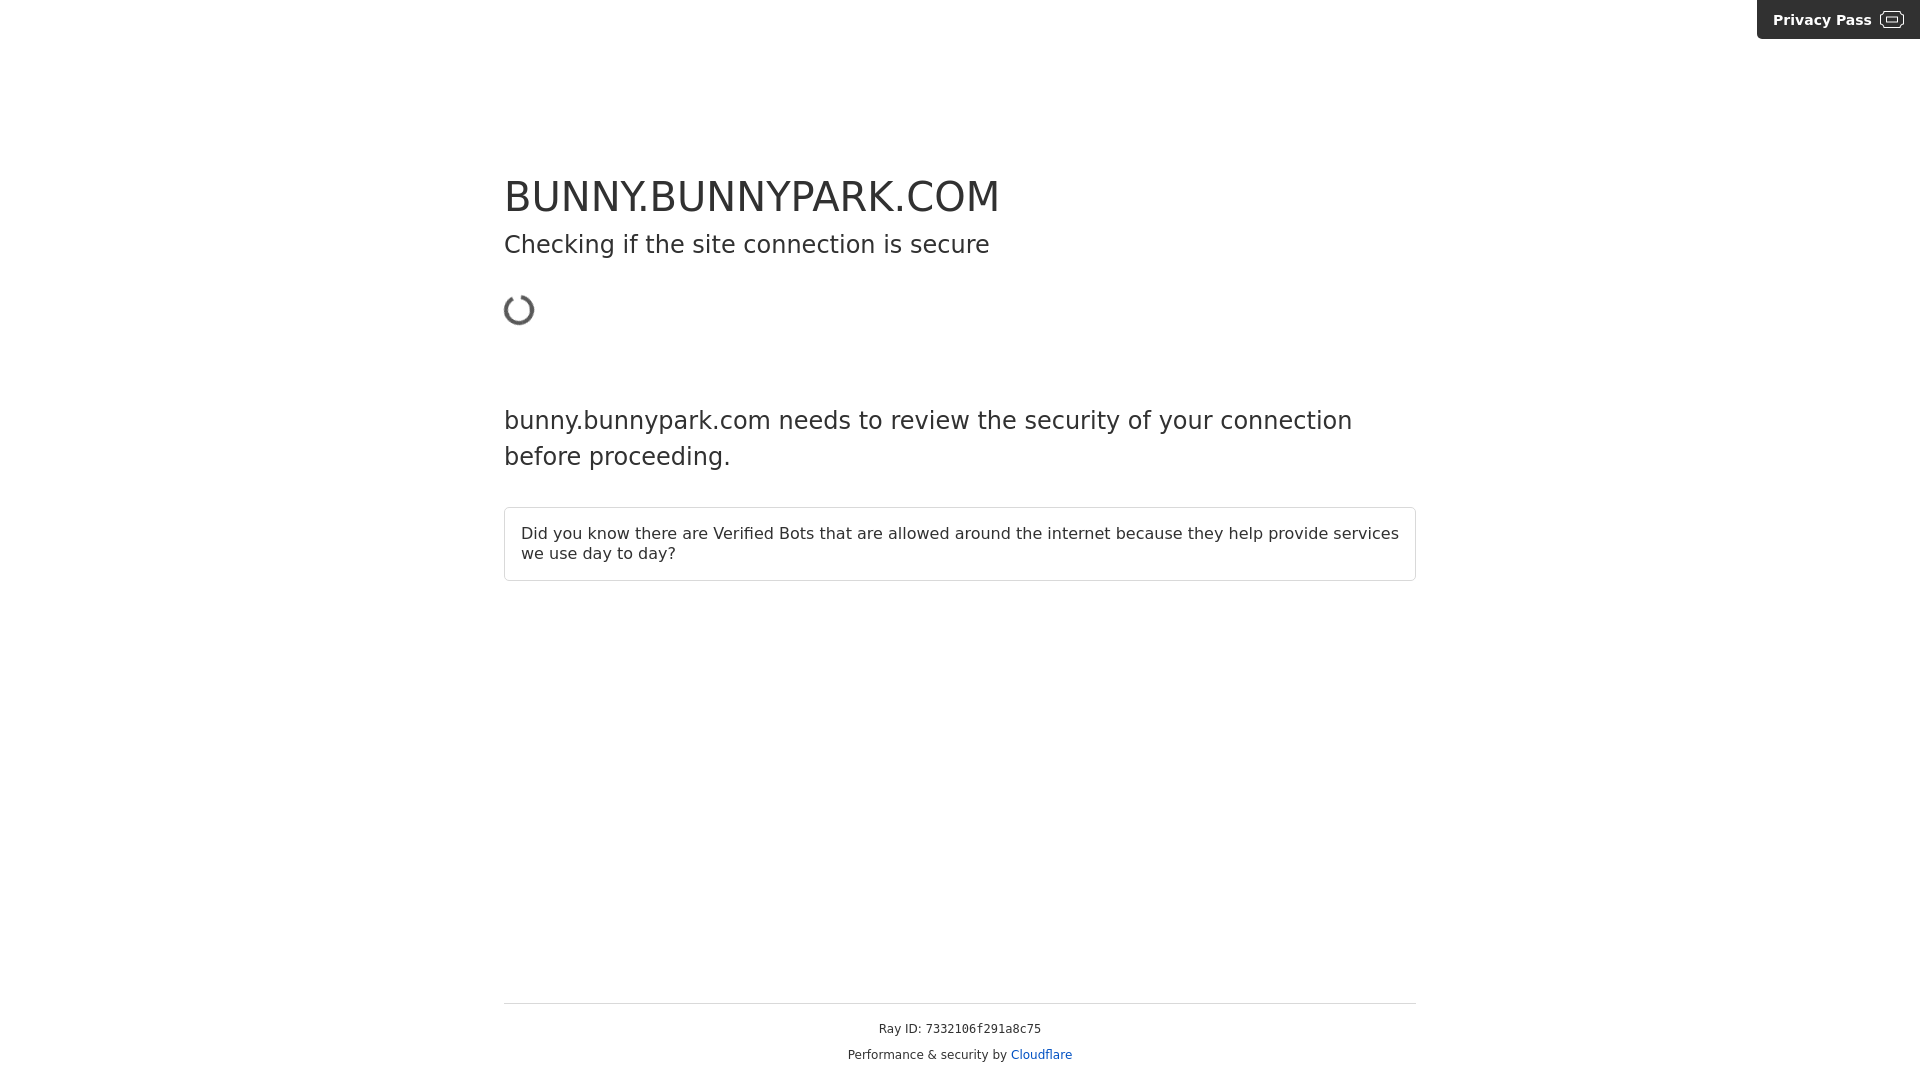 Privacy Pass
BUNNY.BUNNYPARK.COM
Checking if the site connection is secure
bunny.bunnypark.com needs to review the security of your connection
before proceeding.
Did you know there are Verified Bots that are allowed around the internet because they help provide services
we use day to day?
Ray ID: 7332106f291a8c75
Performance & security by Cloudflare